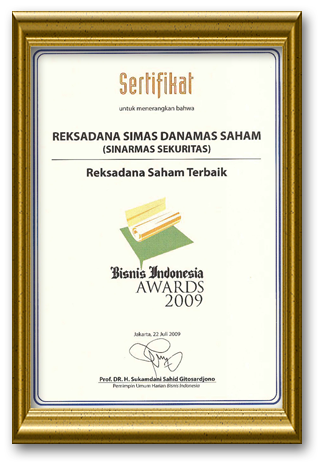 Sertifikat
untuk menerangkan bahwa
REKSADANA SIMAS DANAMAS SAHAM
(SINARMAS SEKURITAS)
Reksadana Saham Terbaik
Bisnis Indonesia
AWARDS
2009
Jakarta, 22 Juli 2009
Prof. DR. H. Sukamdani Sahid Gitosardjono
Pemimpin Umum Harian Bisnis Indonesia